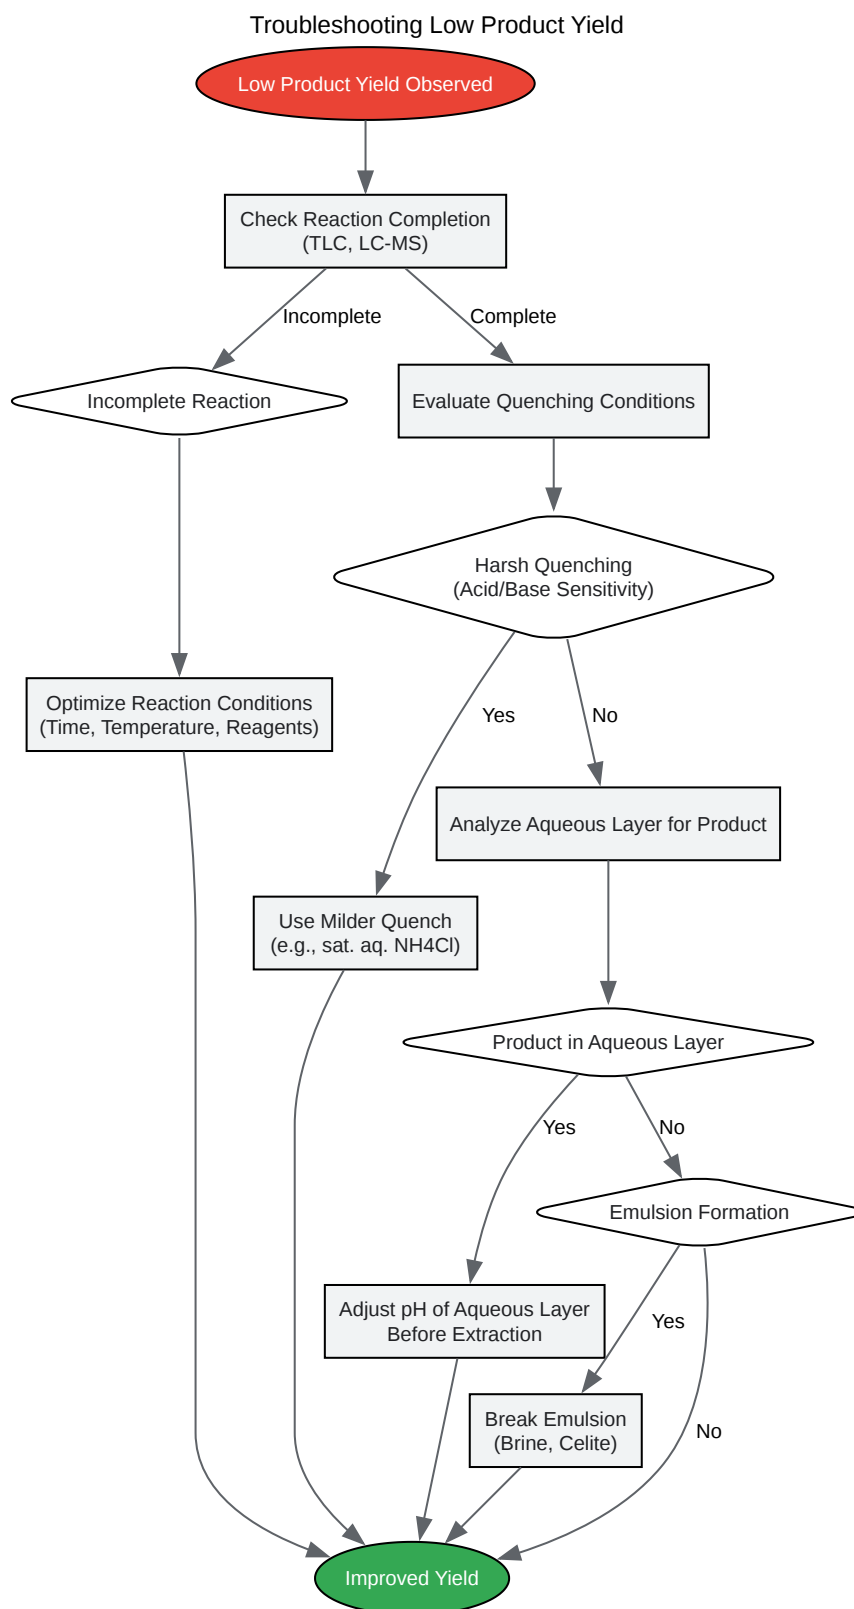 Troubleshooting Low Product Yield
Low Product Yield Observed
Check Reaction Completion
(TLC, LC-MS)
Incomplete
Complete
Incomplete Reaction
Evaluate Quenching Conditions
Harsh Quenching
(Acid/Base Sensitivity)
Optimize Reaction Conditions
(Time, Temperature, Reagents)
Yes
No
Analyze Aqueous Layer for Product
Use Milder Quench
(e.g., sat. aq. NH4Cl)
Product in Aqueous Layer
Yes
No
Emulsion Formation
Adjust pH of Aqueous Layer
Before Extraction
Yes
Break Emulsion
(Brine, Celite)
No
Improved Yield